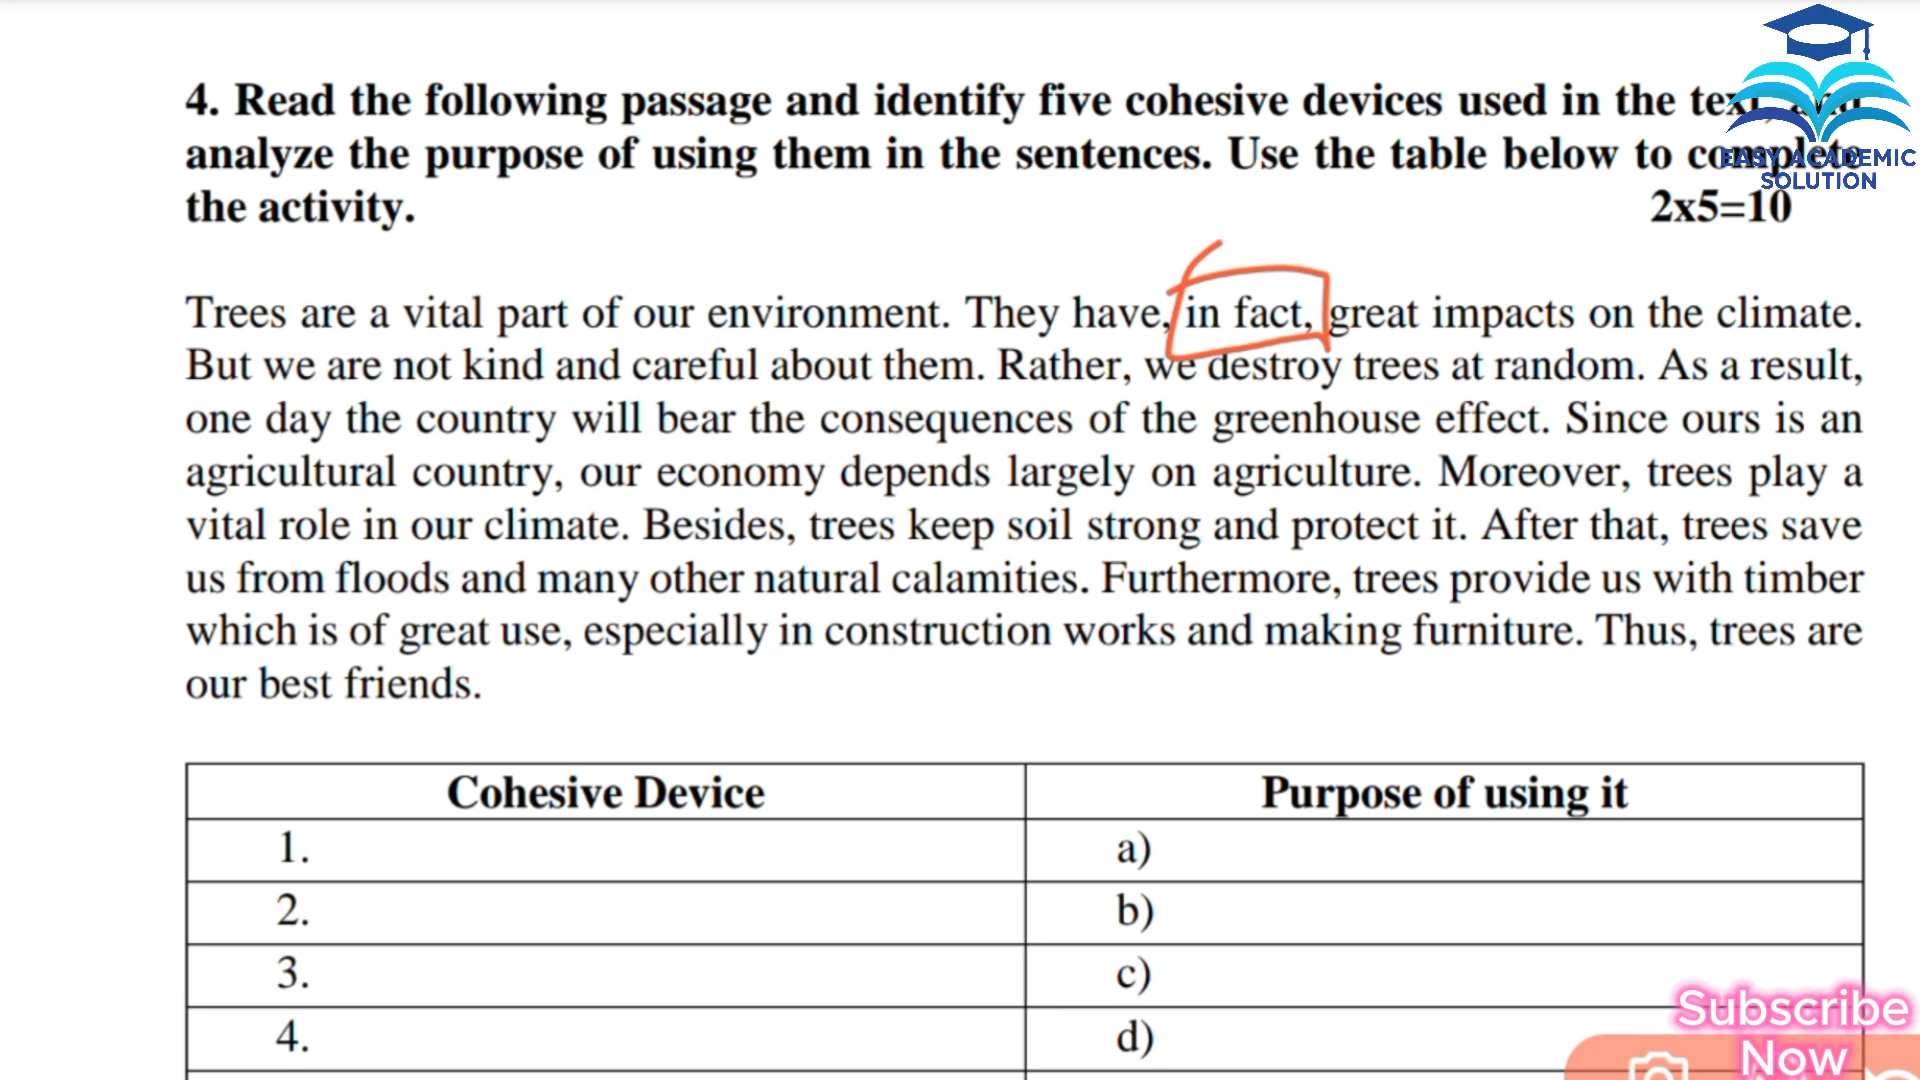 4. Read the following passage and identify five cohesive devices used in the text, and
analyze the purpose of using them in the sentences. Use the table below to complete
the activity. 2x5=10
EASY ACADEMIC
SOLUTION
Trees are a vital part of our environment. They have, in fact, great impacts on the climate.
But we are not kind and careful about them. Rather, we destroy trees at random. As a result,
one day the country will bear the consequences of the greenhouse effect. Since ours is an
agricultural country, our economy depends largely on agriculture. Moreover, trees play a
vital role in our climate. Besides, trees keep soil strong and protect it. After that, trees save
us from floods and many other natural calamities. Furthermore, trees provide us with timber
which is of great use, especially in construction works and making furniture. Thus, trees are
our best friends.
Cohesive Device Purpose of using it
1. a)
2. b)
3. c)
4. d)
Subscribe
Now